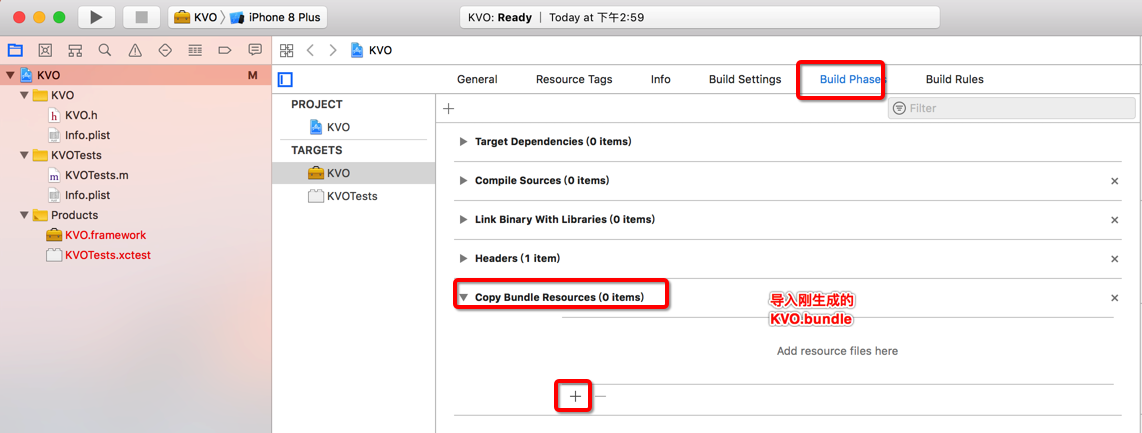 KVO iPhone 8 Plus
KVO: Ready | Today at 下午2:59
KVO
General Resource Tags Info Build Settings Build Phases Build Rules
Filter
KVO M
KVO
KVO.h
Info.plist
KVOTests
KVOTests.m
Info.plist
Products
KVO.framework
KVOTests.xctest
PROJECT
KVO
TARGETS
KVO
KVOTests
Target Dependencies (0 items)
Compile Sources (0 items)
Link Binary With Libraries (0 items)
Headers (1 item)
Copy Bundle Resources (0 items)
导入刚生成的
KVO.bundle
Add resource files here